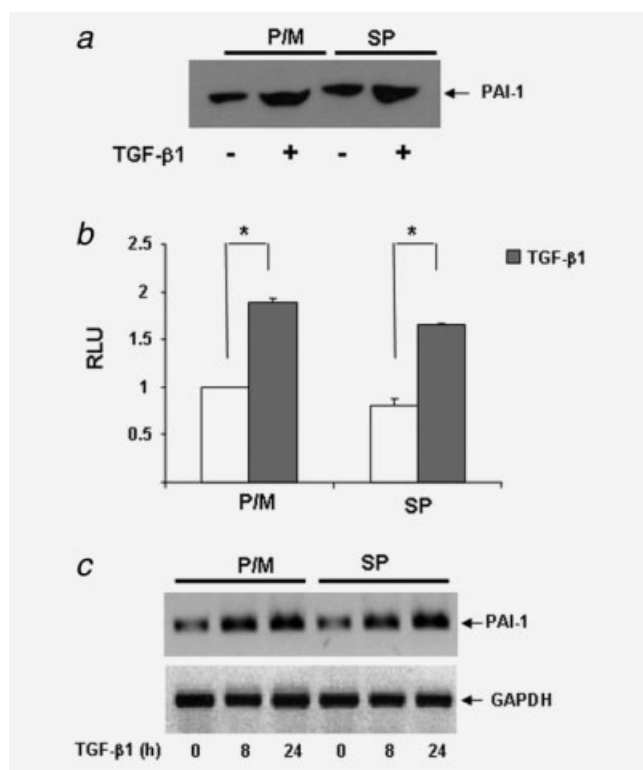 a
P/M SP
← PAI-1
TGF-β1 - + - +
b
* *
2.5
2
1.5
1
0.5
RLU
TGF-β1
P/M SP
c
P/M SP
←PAI-1
← GAPDH
TGF-β1 (h) 0 8 24 0 8 24